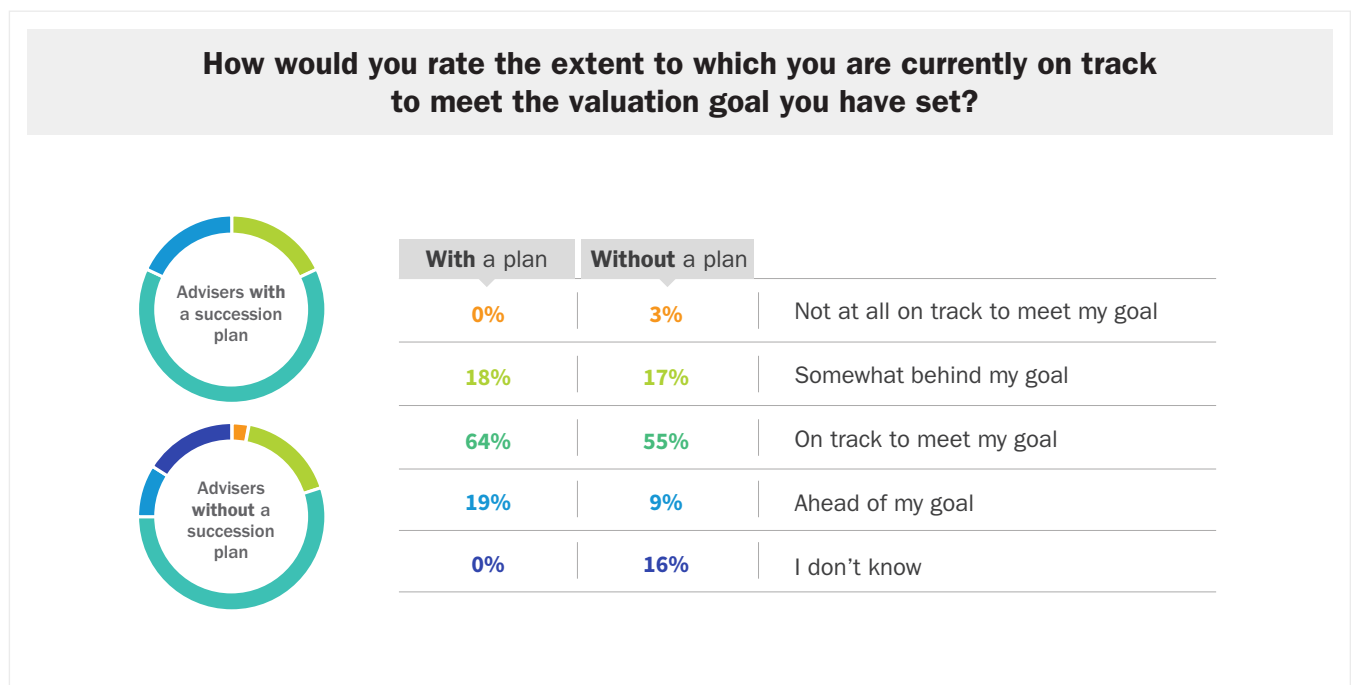 How would you rate the extent to which you are currently on track
to meet the valuation goal you have set?
Advisers with
a succession
plan
Advisers
without a
succession
plan
With a plan Without a plan
0% 3% Not at all on track to meet my goal
18% 17% Somewhat behind my goal
64% 55% On track to meet my goal
19% 9% Ahead of my goal
0% 16% I don’t know